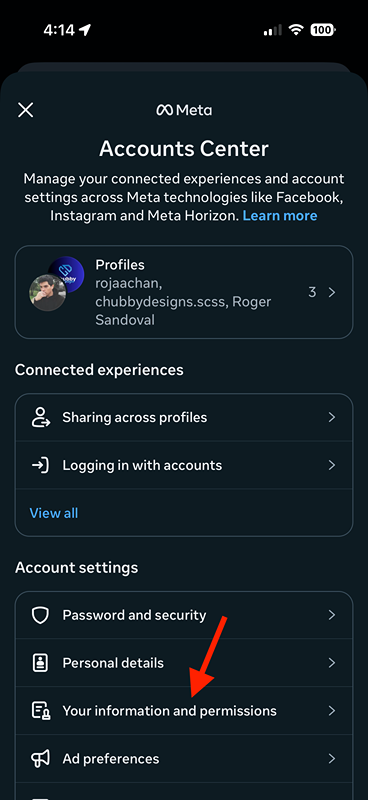 4:14
100
Meta
Accounts Center
Manage your connected experiences and account
settings across Meta technologies like Facebook,
Instagram and Meta Horizon. Learn more
Profiles
rojaachan,
chubbydesigns.scss, Roger
Sandoval
3
Connected experiences
Sharing across profiles
Logging in with accounts
View all
Account settings
Password and security
Personal details
Your information and permissions
Ad preferences